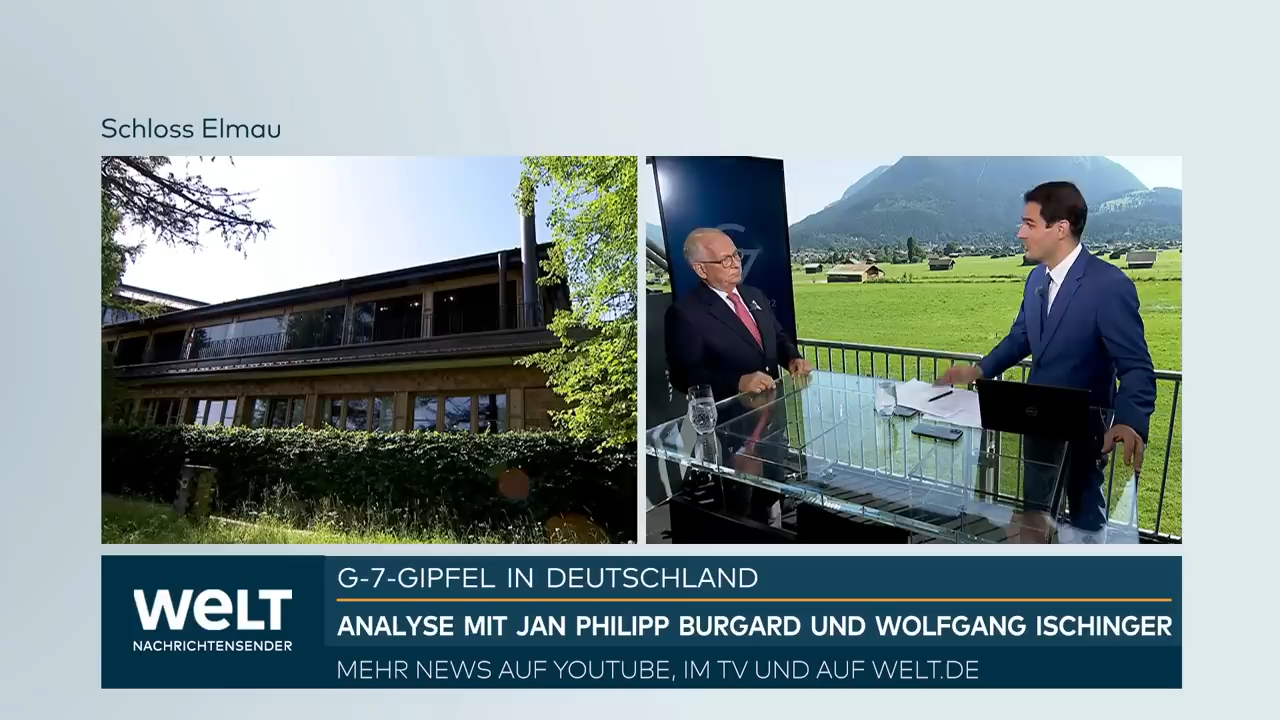 Schloss Elmau
G-7-GIPFEL IN DEUTSCHLAND
welt
NACHRICHTENSENDER
ANALYSE MIT JAN PHILIPP BURGARD UND WOLFGANG ISCHINGER
MEHR NEWS AUF YOUTUBE, IM TV UND AUF WELT.DE